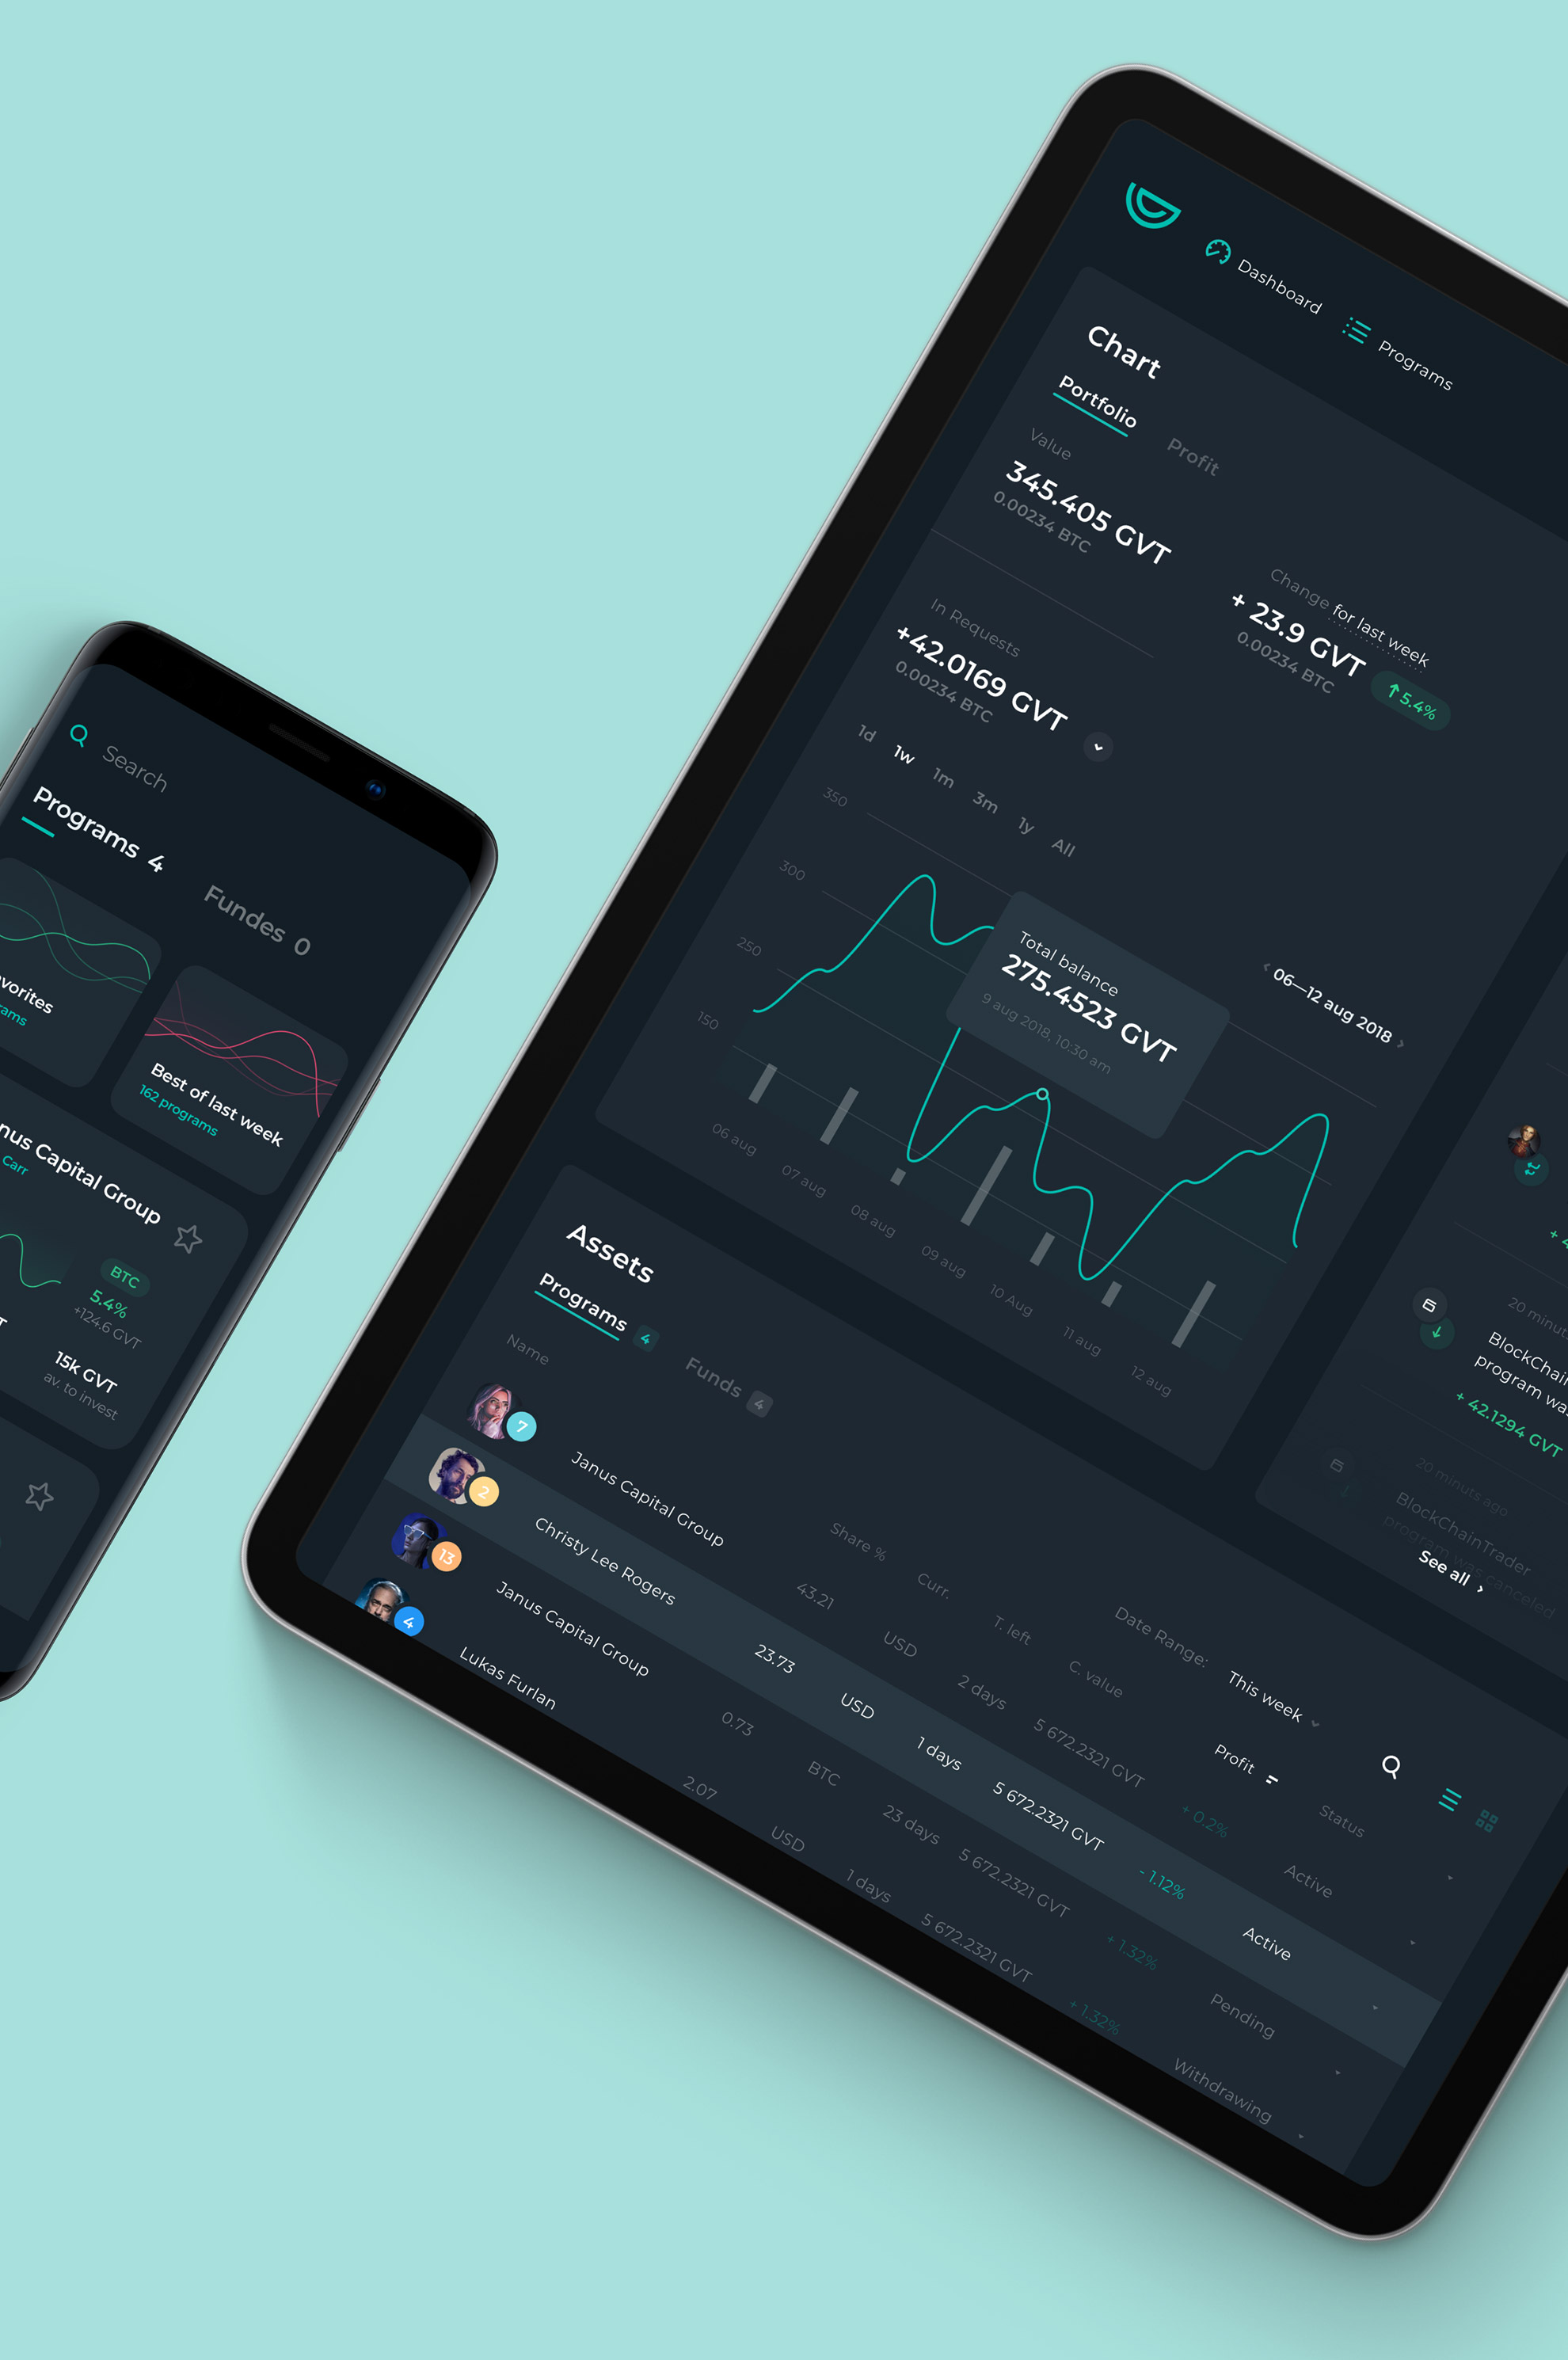 Search
Programs 4
Fundes 0
Best of last week
162 programs
Capital Group
Carr
BTC
5.4%
+124.6 GVT
15k GVT
av. to invest
Dashboard
Programs
Chart
Portfolio
Profit
Value
345.405 GVT
0.00234 BTC
Change for last week
+ 23.9 GVT
0.00234 BTC
5.4%
In Requests
+42.0169 GVT
0.00234 BTC
1d 1w 1m 3m 1y All
06—12 aug 2018
350
300
250
150
Total balance
275.4523 GVT
9 aug 2018, 10:30 am
06 aug
07 aug
08 aug
09 aug
10 Aug
11 aug
12 aug
6
BlockChain
program
+ 42.1294 GVT
20 minuts ago
6
BlockChainTrader
program was canceled
See all
Assets
Programs 4
Funds 4
Date Range: This week
Name
Share %
Curr.
T. left
C. value
Profit
Status
7
Janus Capital Group
43.21
USD
2 days
5 672.2321 GVT
+ 0.2%
Active
2
Christy Lee Rogers
23.73
USD
1 days
5 672.2321 GVT
- 1.12%
Active
13
Janus Capital Group
0.73
BTC
23 days
5 672.2321 GVT
+ 1.32%
Pending
4
Lukas Furlan
2.07
USD
1 days
5 672.2321 GVT
+ 1.32%
Withdrawing